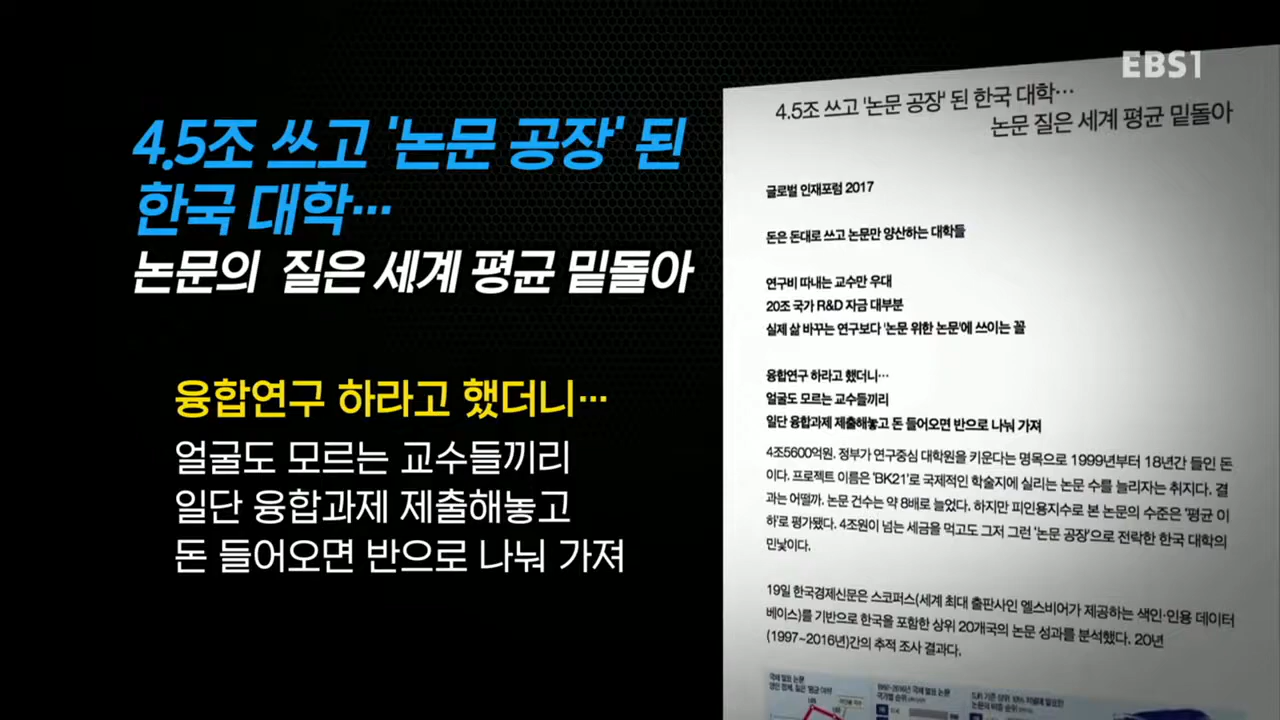 EBS1
4.5조 쓰고 '논문 공장' 된
한국 대학…
논문의 질은 세계 평균 밑돌아
융합연구 하라고 했더니…
얼굴도 모르는 교수들끼리
일단 융합과제 제출해놓고
돈 들어오면 반으로 나눠 가져
4.5조 쓰고 '논문 공장' 된 한국 대학…
논문 질은 세계 평균 밑돌아
글로벌 인재포럼 2017
돈은 돈대로 쓰고 논문만 양산하는 대학들
연구비 따내는 교수만 우대
20조 국가 R&D 자금 대부분
실제 삶 바꾸는 연구보다 '논문 위한 논문'에 쓰이는 꼴
융합연구 하라고 했더니…
얼굴도 모르는 교수들끼리
일단 융합과제 제출해놓고 돈 들어오면 반으로 나눠 가져
4조5600억원. 정부가 연구중심 대학원을 키운다는 명목으로 1999년부터 18년간 들인 돈
이다. 프로젝트 이름은 'BK21'로 국제적인 학술지에 실리는 논문 수를 늘리자는 취지다. 결
과는 어떨까. 논문 건수는 약 8배로 늘었다. 하지만 피인용지수로 본 논문의 수준은 '평균 이
하'로 평가됐다. 4조원이 넘는 세금을 먹고도 그저 그런 '논문 공장'으로 전락한 한국 대학의
민낯이다.
19일 한국경제신문은 스코퍼스(세계 최대 출판사인 엘스비어가 제공하는 색인·인용 데이터
베이스)를 기반으로 한국을 포함한 상위 20개국의 논문 성과를 분석했다. 20년
(1997~2016년)간의 추적 조사 결과다.